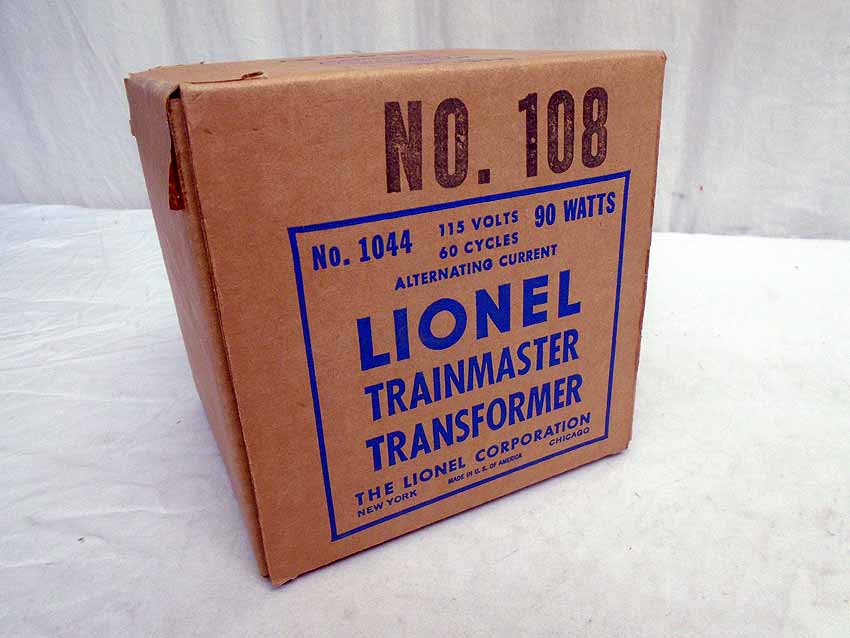 NO. 108
No. 1044 115 VOLTS 90 WATTS
60 CYCLES
ALTERNATING CURRENT
LIONEL
TRAINMASTER
TRANSFORMER
THE LIONEL CORPORATION
NEW YORK MADE IN U. S. OF AMERICA CHICAGO